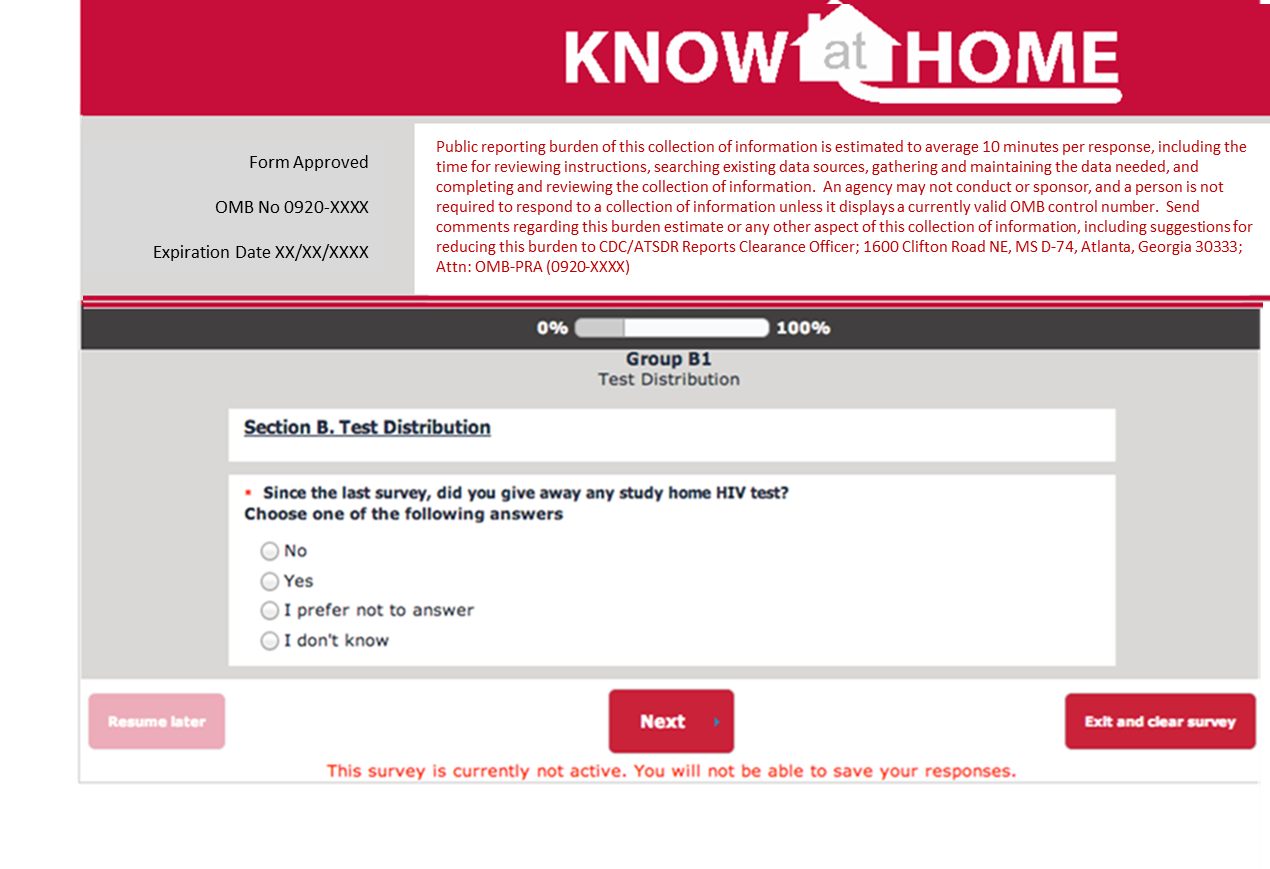 KNOW at HOME
Form Approved
OMB No 0920-XXXX
Expiration Date XX/XX/XXXX
Public reporting burden of this collection of information is estimated to average 10 minutes per response, including the
time for reviewing instructions, searching existing data sources, gathering and maintaining the data needed, and
completing and reviewing the collection of information.  An agency may not conduct or sponsor, and a person is not
required to respond to a collection of information unless it displays a currently valid OMB control number.  Send
comments regarding this burden estimate or any other aspect of this collection of information, including suggestions for
reducing this burden to CDC/ATSDR Reports Clearance Officer; 1600 Clifton Road NE, MS D-74, Atlanta, Georgia 30333;
Attn: OMB-PRA (0920-XXXX)
0% 100%
Group B1
Test Distribution
Section B. Test Distribution
* Since the last survey, did you give away any study home HIV test?
Choose one of the following answers
No
Yes
I prefer not to answer
I don't know
Resume later
Next
Exit and clear survey
This survey is currently not active. You will not be able to save your responses.